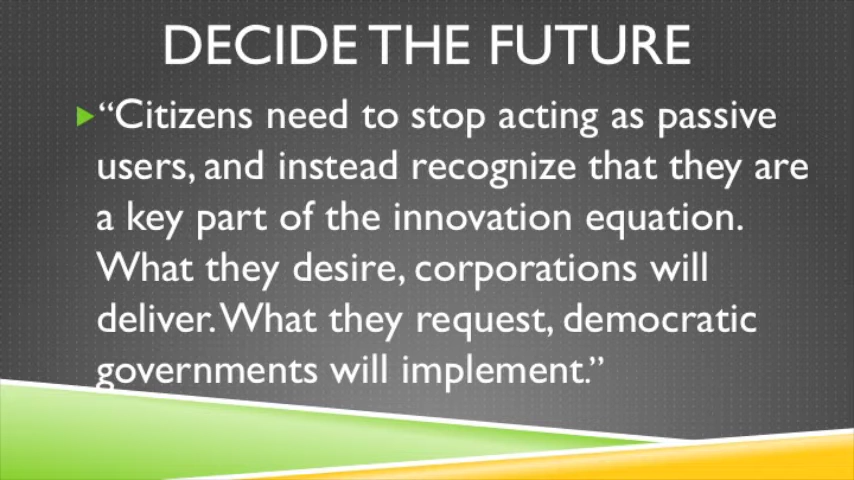 DECIDE THE FUTURE
“Citizens need to stop acting as passive
users, and instead recognize that they are
a key part of the innovation equation.
What they desire, corporations will
deliver. What they request, democratic
governments will implement.”